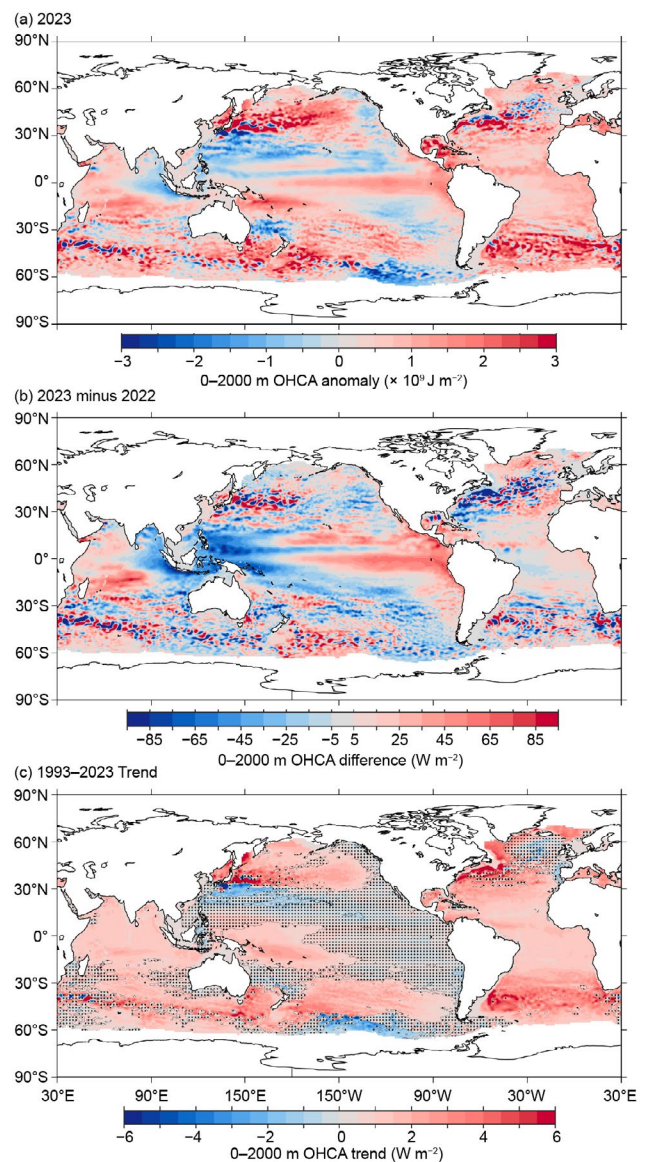 (a) 2023
90°N
60°N
30°N
0°
30°S
60°S
90°S
−3 −2 −1 0 1 2 3
0–2000 m OHCA anomaly (× 10⁹ J m⁻²)
(b) 2023 minus 2022
90°N
60°N
30°N
0°
30°S
60°S
90°S
−85 −65 −45 −25 −5 5 25 45 65 85
0–2000 m OHCA difference (W m⁻²)
(c) 1993–2023 Trend
90°N
60°N
30°N
0°
30°S
60°S
90°S
30°E 90°E 150°E 150°W 90°W 30°W 30°E
−6 −4 −2 0 2 4 6
0–2000 m OHCA trend (W m⁻²)